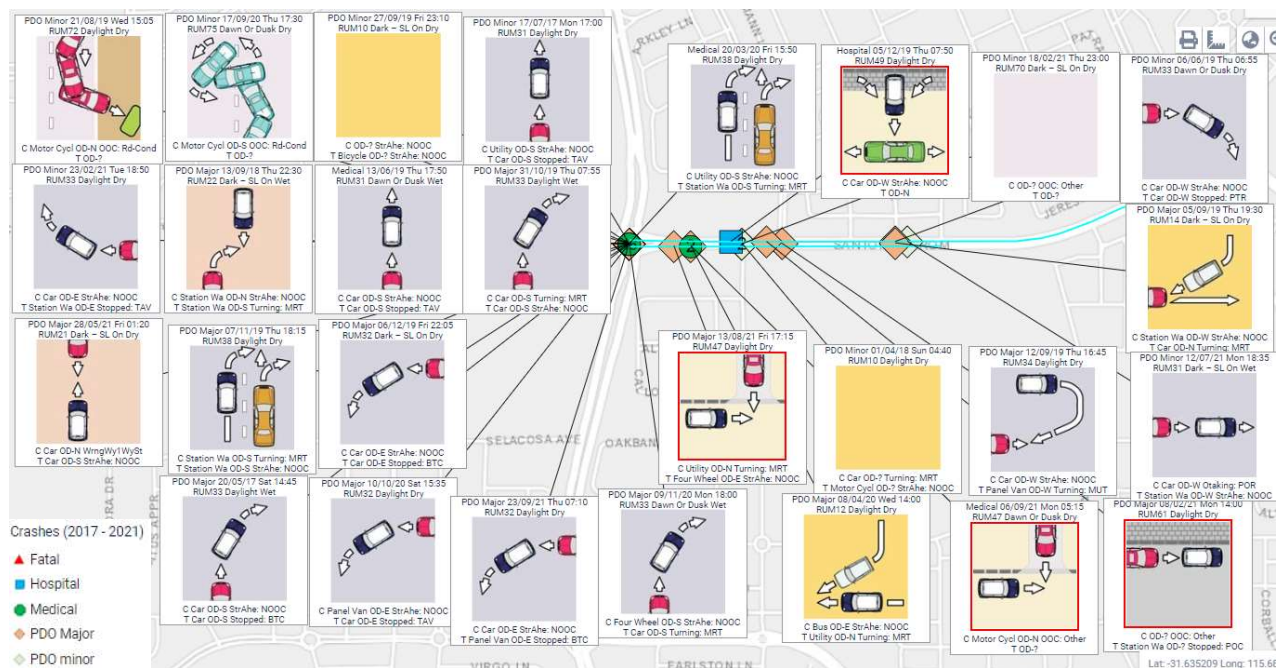 PDO Minor 21/08/19 Wed 15:05
RUM72 Daylight Dry
C Motor Cycl OD-N OOC: Rd-Cond
T OD-?
PDO Minor 17/09/20 Thu 17:30
RUM75 Dawn Or Dusk Dry
C Motor Cycl OD-S OOC: Rd-Cond
T OD-?
PDO Minor 27/09/19 Fri 23:10
RUM10 Dark – SL On Dry
C OD-? StrAhe: NOOC
T Bicycle OD-? StrAhe: NOOC
PDO Minor 17/07/17 Mon 17:00
RUM31 Daylight Dry
C Utility OD-S StrAhe: NOOC
T Car OD-S Stopped: TAV
ARKLEY LN
Medical 20/03/20 Fri 15:50
RUM38 Daylight Dry
C Utility OD-S StrAhe: NOOC
T Station Wa OD-S Turning: MRT
Hospital 05/12/19 Thu 07:50
RUM49 Daylight Dry
C Car OD-W StrAhe: NOOC
T OD-N
PDO Minor 18/02/21 Thu 23:00
RUM70 Dark – SL On Dry
C OD-? OOC: Other
T OD-?
PDO Minor 06/06/19 Thu 06:55
RUM33 Dawn Or Dusk Dry
C Car OD-W StrAhe: NOOC
T Car OD-W Stopped: PTR
PDO Minor 23/02/21 Tue 18:50
RUM33 Daylight Dry
C Car OD-E StrAhe: NOOC
T Station Wa OD-E Stopped: TAV
PDO Major 13/09/18 Thu 22:30
RUM22 Dark – SL On Wet
C Station Wa OD-N StrAhe: NOOC
T Station Wa OD-S Turning: MRT
Medical 13/06/19 Thu 17:50
RUM31 Dawn Or Dusk Wet
C Car OD-S StrAhe: NOOC
T Car OD-S Stopped: TAV
PDO Major 31/10/19 Thu 07:55
RUM33 Daylight Wet
C Car OD-S Turning: MRT
T Car OD-S StrAhe: NOOC
PDO Major 05/09/19 Thu 19:30
RUM14 Dark – SL On Dry
C Station Wa OD-W StrAhe: NOOC
T Car OD-N Turning: MRT
PDO Major 28/05/21 Fri 01:20
RUM21 Dark – SL On Dry
C Car OD-N WrngWy1WySt
T Car OD-S StrAhe: NOOC
PDO Major 07/11/19 Thu 18:15
RUM38 Daylight Dry
C Station Wa OD-S Turning: MRT
T Station Wa OD-S StrAhe: NOOC
PDO Major 06/12/19 Fri 22:05
RUM32 Dark – SL On Dry
C Car OD-E StrAhe: NOOC
T Car OD-E Stopped: BTC
SELACOSA AVE
PDO Major 13/08/21 Fri 17:15
RUM47 Daylight Dry
C Utility OD-N Turning: MRT
T Four Wheel OD-E StrAhe: NOOC
PDO Minor 01/04/18 Sun 04:40
RUM10 Daylight Dry
C Car OD-? Turning: MRT
T Motor Cycl OD-? StrAhe: NOOC
PDO Major 12/09/19 Thu 16:45
RUM34 Daylight Dry
C Car OD-W StrAhe: NOOC
T Panel Van OD-W Turning: MUT
PDO Minor 12/07/21 Mon 18:35
RUM31 Dark – SL On Wet
C Car OD-W Otaking: POR
T Station Wa OD-W StrAhe: NOOC
PDO Major 20/05/17 Sat 14:45
RUM33 Daylight Wet
C Car OD-S StrAhe: NOOC
T Car OD-S Stopped: BTC
PDO Major 10/10/20 Sat 15:35
RUM32 Daylight Dry
C Panel Van OD-E StrAhe: NOOC
T Car OD-E Stopped: TAV
PDO Major 23/09/21 Thu 07:10
RUM32 Daylight Dry
C Car OD-E StrAhe: NOOC
T Panel Van OD-E Stopped: BTC
PDO Major 09/11/20 Mon 18:00
RUM33 Dawn Or Dusk Wet
C Four Wheel OD-S StrAhe: NOOC
T Car OD-S Turning: MRT
PDO Major 08/04/20 Wed 14:00
RUM12 Daylight Dry
C Bus OD-E StrAhe: NOOC
T Utility OD-N Turning: MRT
Medical 06/09/21 Mon 05:15
RUM47 Dawn Or Dusk Dry
C Motor Cycl OD-N OOC: Other
T OD-?
PDO Major 08/02/21 Mon 14:00
RUM61 Daylight Dry
C OD-? OOC: Other
T Station Wa OD-? Stopped: POC
Crashes (2017 - 2021)
Fatal
Hospital
Medical
PDO Major
PDO minor
VIRGO LN
EARLSTON LN
Lat: -31.635209 Long: 115.6